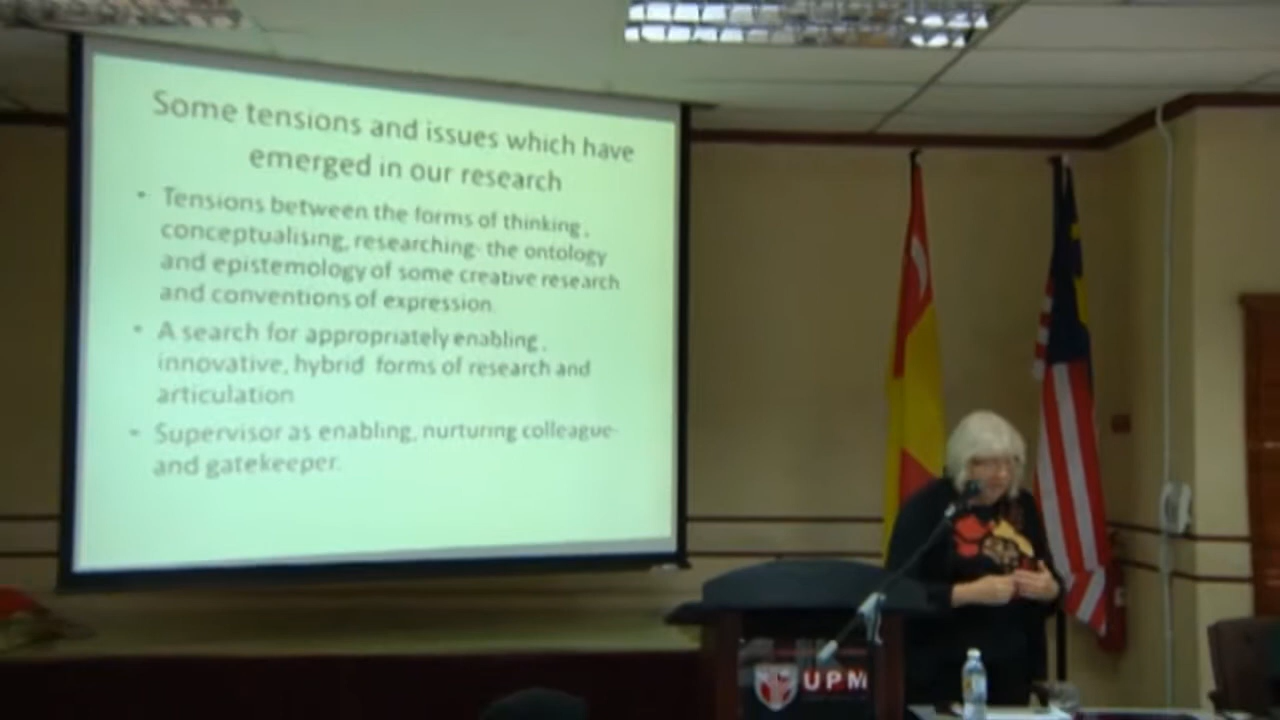 Some tensions and issues which have
emerged in our research
• Tensions between the forms of thinking ,
conceptualising, researching- the ontology
and epistemology of some creative research
and conventions of expression.
• A search for appropriately enabling ,
innovative, hybrid forms of research and
articulation
• Supervisor as enabling, nurturing colleague-
and gatekeeper.
UPM